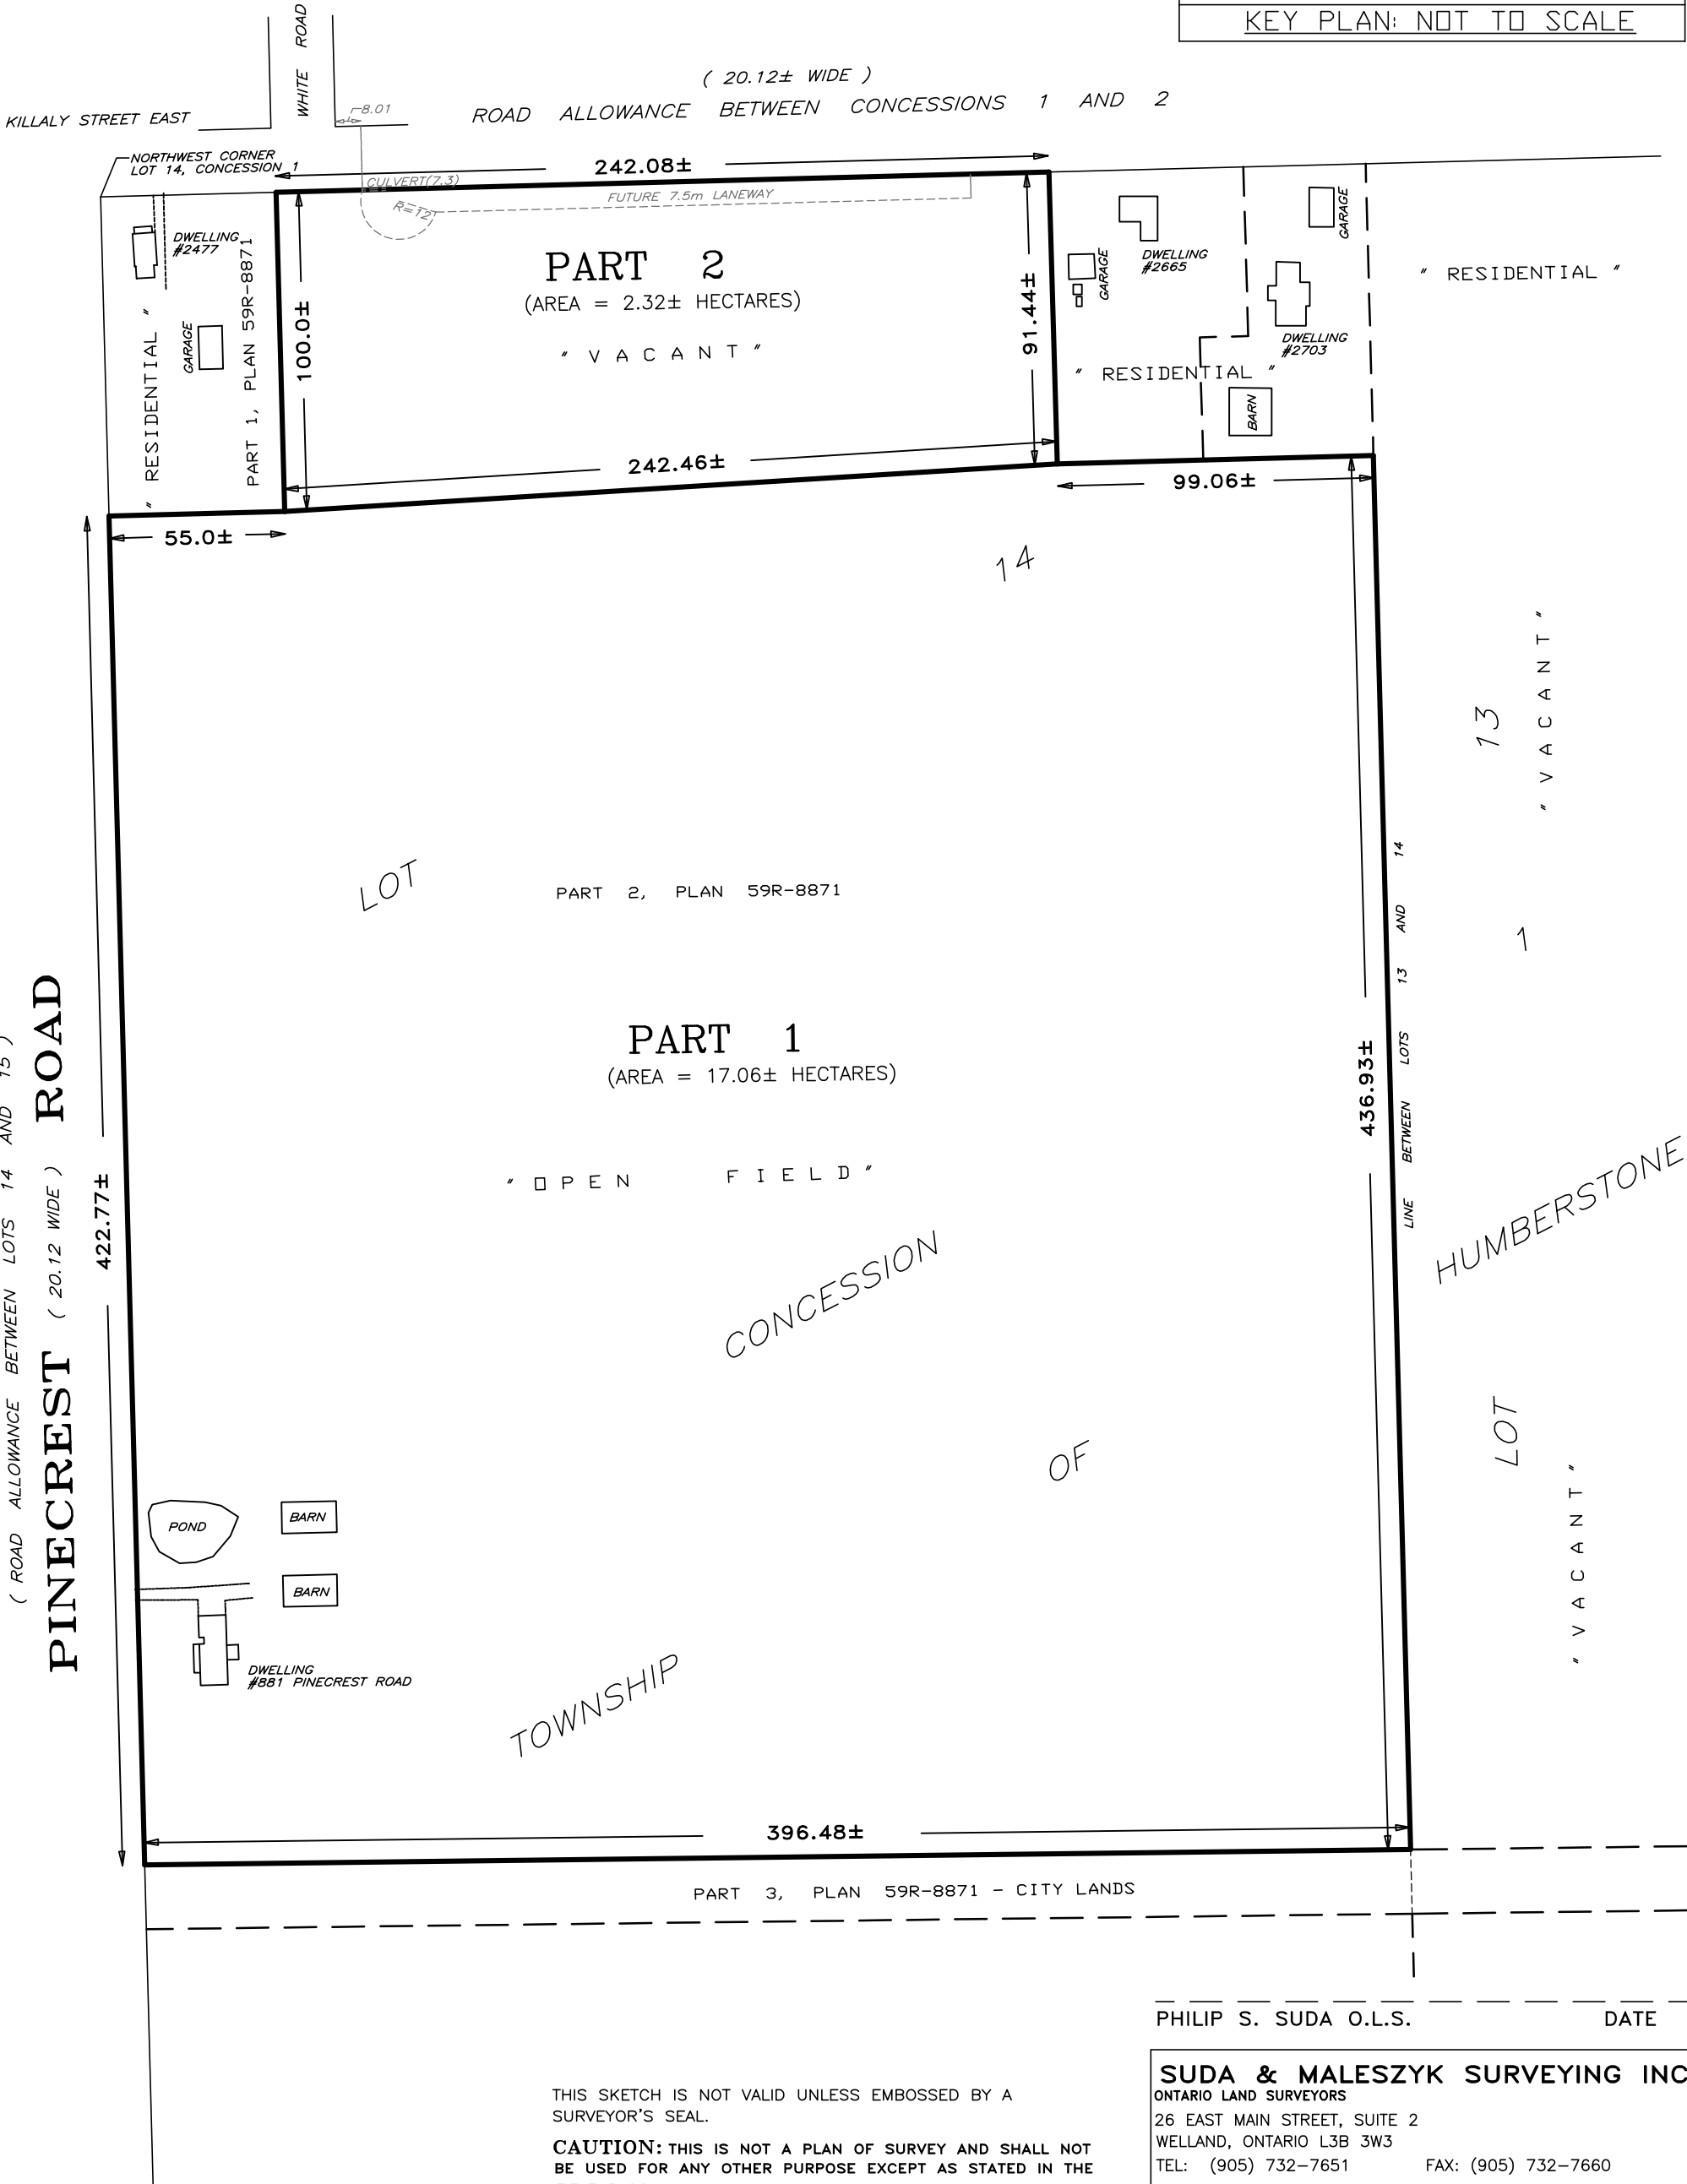 KEY PLAN: NOT TO SCALE
WHITE ROAD
( 20.12± WIDE )
KILLALY STREET EAST
8.01
ROAD ALLOWANCE BETWEEN CONCESSIONS 1 AND 2
NORTHWEST CORNER
LOT 14, CONCESSION 1
242.08±
CULVERT(7.3)
FUTURE 7.5m LANEWAY
R=12
DWELLING
#2477
GARAGE
" RESIDENTIAL "
PART 1, PLAN 59R-8871
100.0±
PART 2
(AREA = 2.32± HECTARES)
" V A C A N T "
91.44±
242.46±
GARAGE
DWELLING
#2665
GARAGE
DWELLING
#2703
" RESIDENTIAL "
BARN
" RESIDENTIAL "
99.06±
55.0±
14
13
" V A C A N T "
LOT
PART 2, PLAN 59R-8871
1
PART 1
(AREA = 17.06± HECTARES)
" O P E N F I E L D "
436.93±
LINE BETWEEN LOTS 13 AND 14
( ROAD ALLOWANCE BETWEEN LOTS 14 AND 15 )
PINECREST ( 20.12 WIDE ) ROAD
422.77±
CONCESSION
HUMBERSTONE
OF
LOT
" V A C A N T "
POND
BARN
BARN
DWELLING
#881 PINECREST ROAD
TOWNSHIP
396.48±
PART 3, PLAN 59R-8871 - CITY LANDS
PHILIP S. SUDA O.L.S. DATE
SUDA & MALESZYK SURVEYING INC
ONTARIO LAND SURVEYORS
26 EAST MAIN STREET, SUITE 2
WELLAND, ONTARIO L3B 3W3
TEL: (905) 732-7651 FAX: (905) 732-7660
THIS SKETCH IS NOT VALID UNLESS EMBOSSED BY A
SURVEYOR'S SEAL.
CAUTION: THIS IS NOT A PLAN OF SURVEY AND SHALL NOT
BE USED FOR ANY OTHER PURPOSE EXCEPT AS STATED IN THE